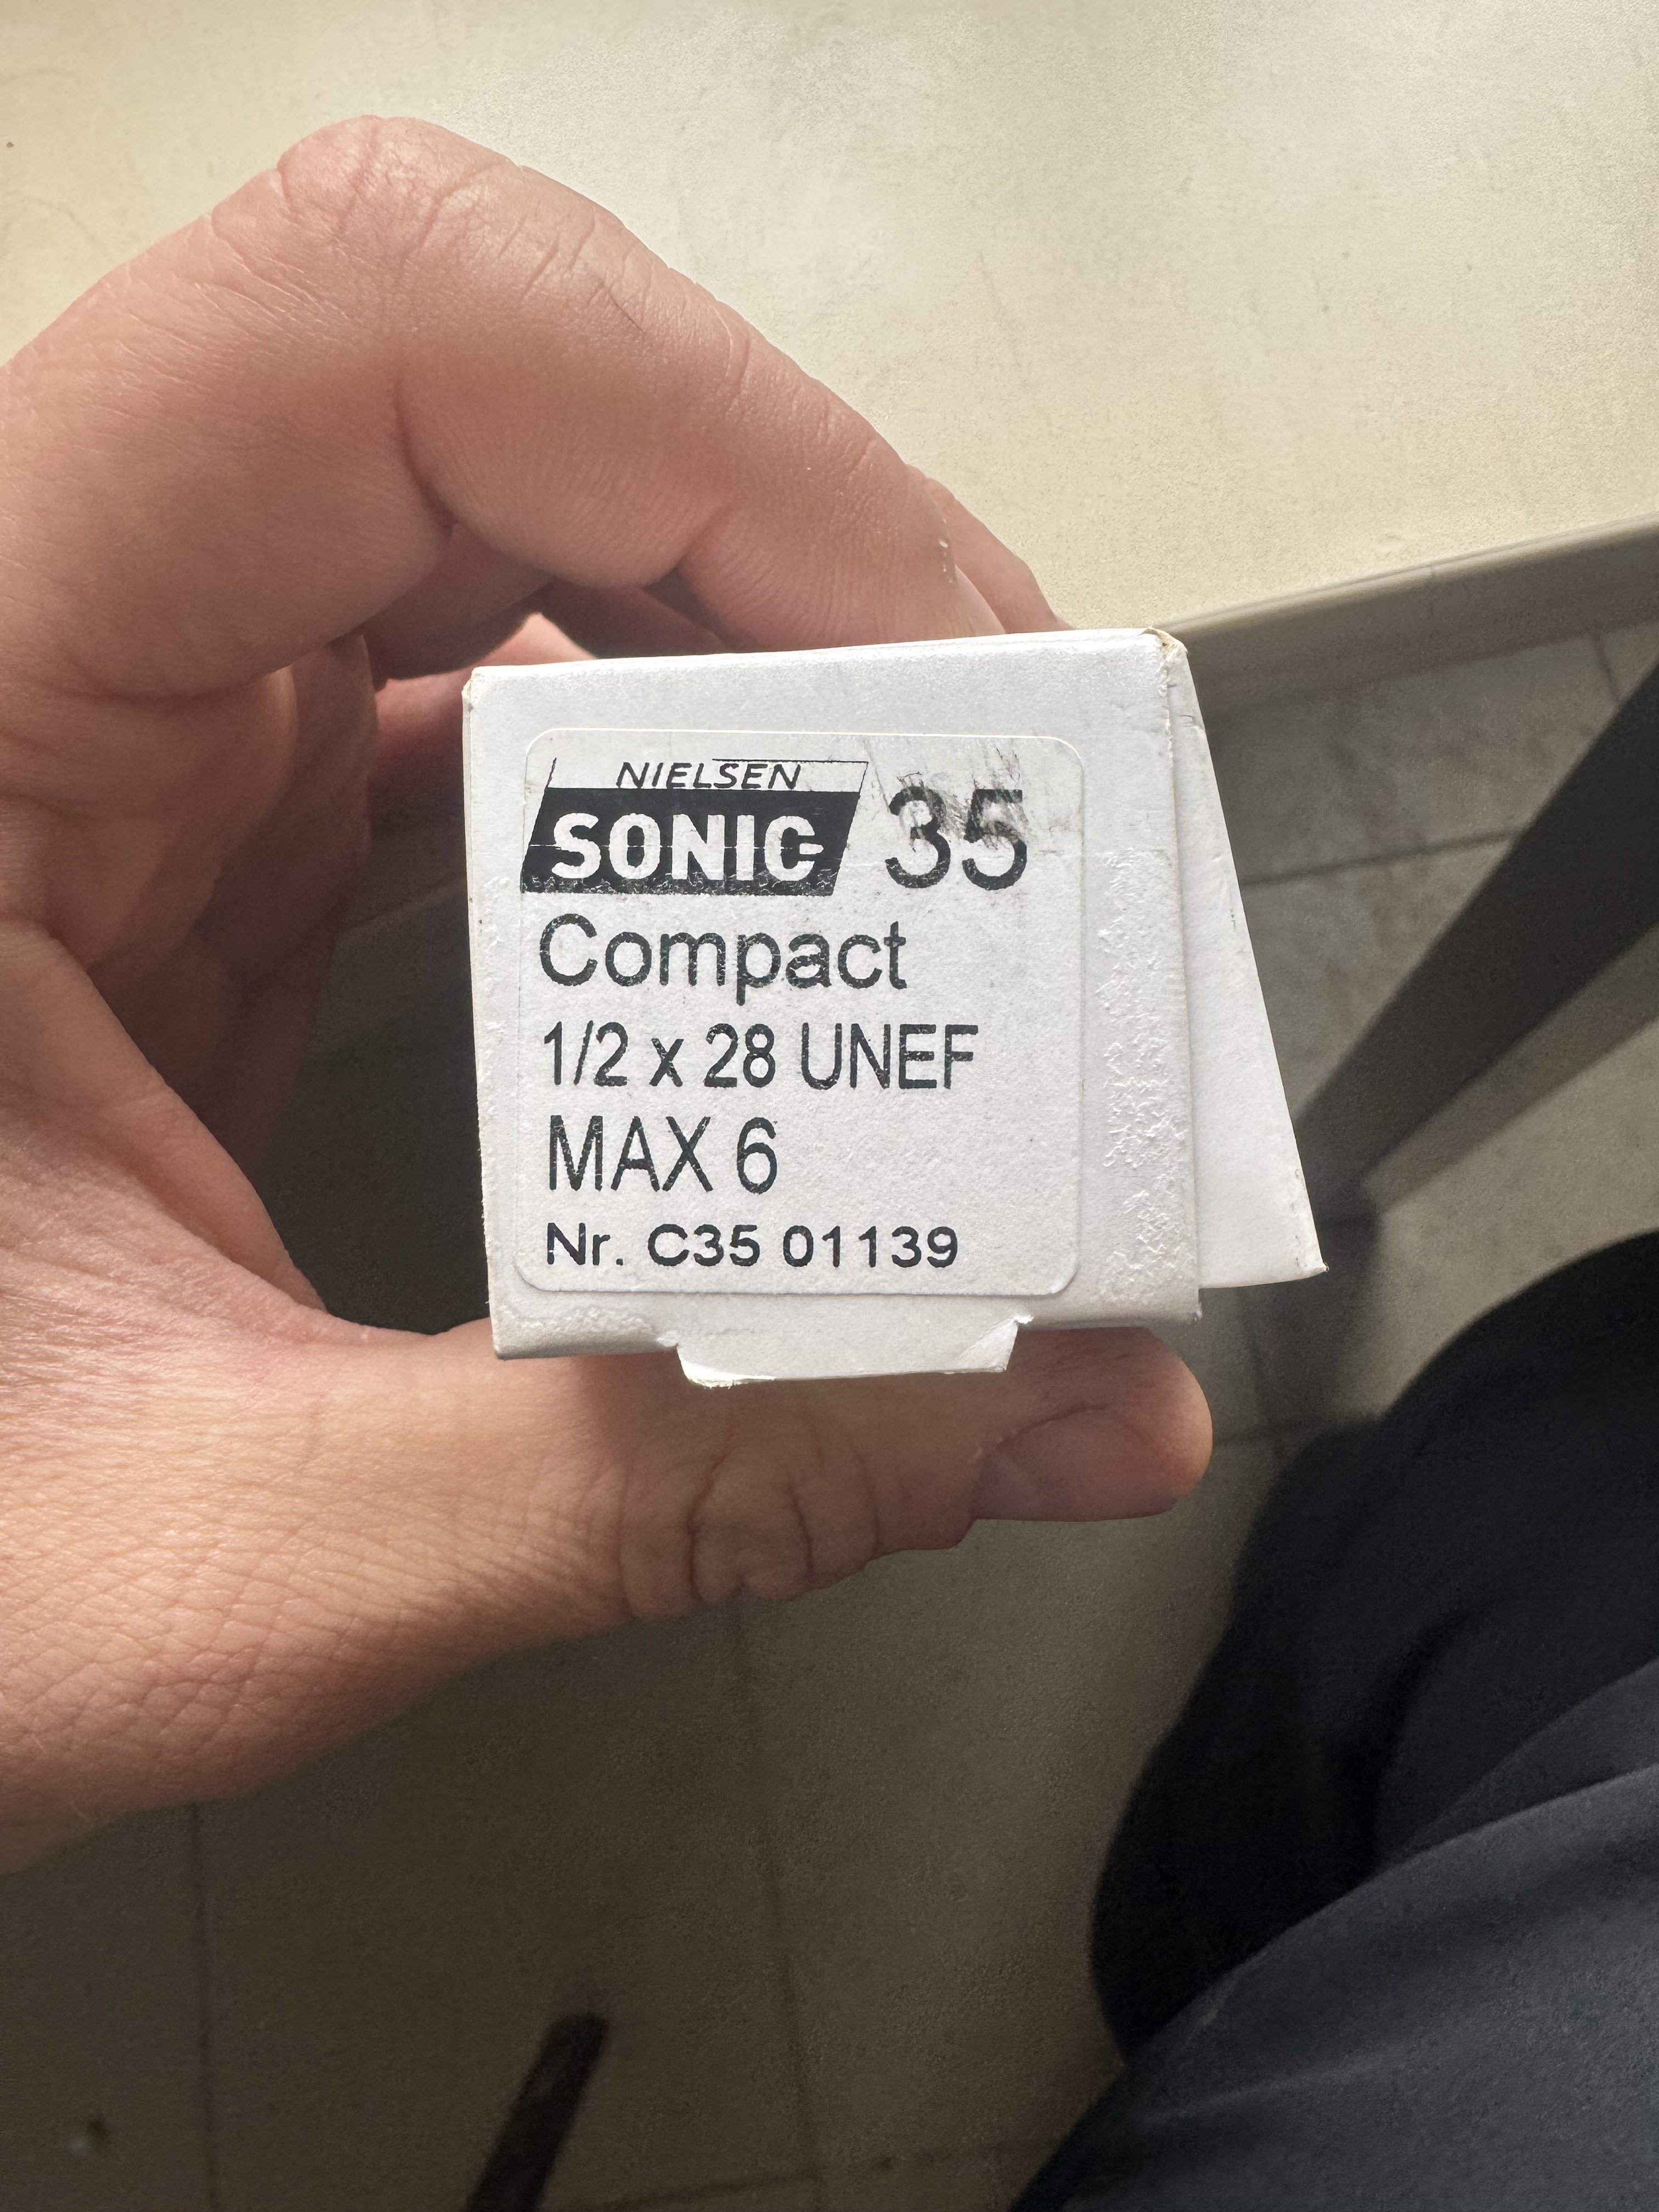 NIELSEN
SONIC 35
Compact
1/2 x 28 UNEF
MAX 6
Nr. C35 01139